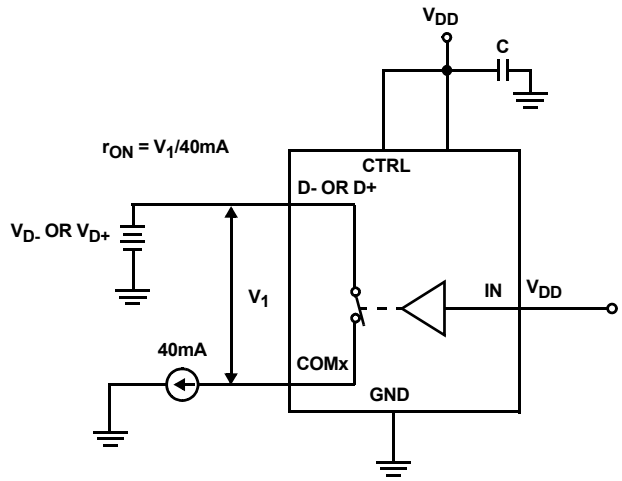 VDD
C
rON = V1/40mA
CTRL
D- OR D+
VD- OR VD+
V1
IN
VDD
40mA
COMx
GND